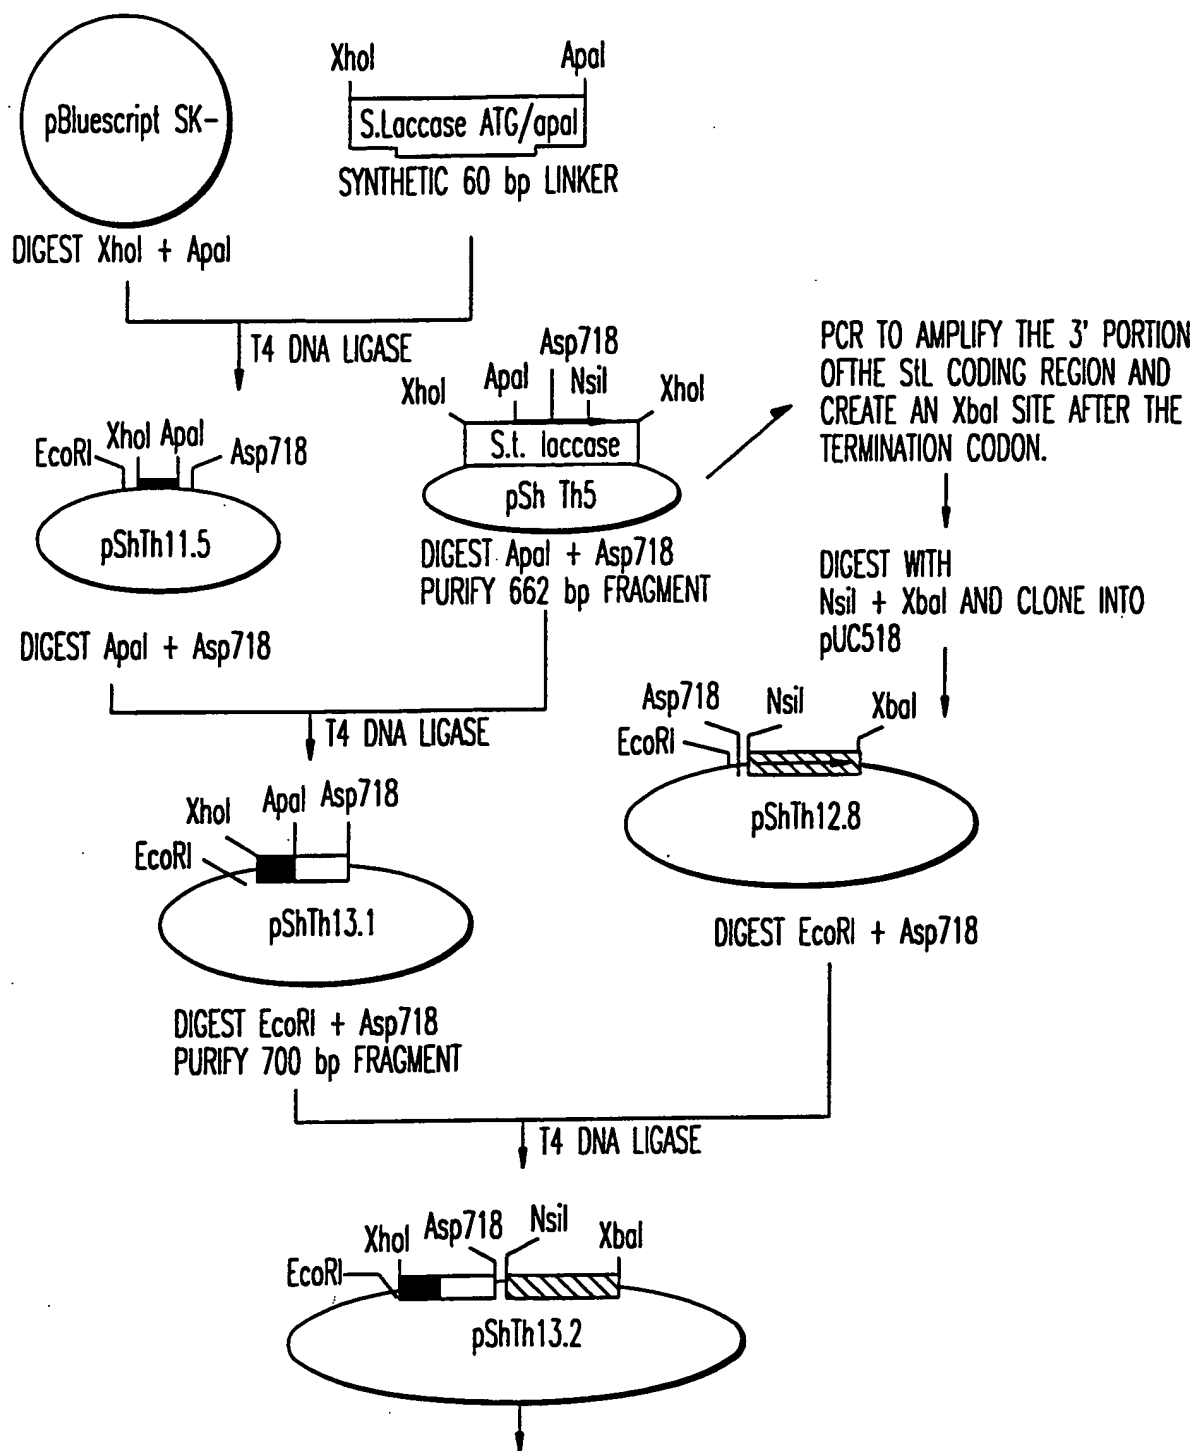 XhoI ApaI
pBluescript SK-
S.Laccase ATG/apaI
SYNTHETIC 60 bp LINKER
DIGEST XhoI + ApaI
T4 DNA LIGASE
PCR TO AMPLIFY THE 3' PORTION
OFTHE StL CODING REGION AND
CREATE AN XbaI SITE AFTER THE
TERMINATION CODON.
Asp718
ApaI NsiI
XhoI XhoI
S.t. laccase
pSh Th5
XhoI ApaI
EcoRI Asp718
pShTh11.5
DIGEST ApaI + Asp718
PURIFY 662 bp FRAGMENT
DIGEST WITH
NsiI + XbaI AND CLONE INTO
pUC518
DIGEST ApaI + Asp718
T4 DNA LIGASE
Asp718 NsiI XbaI
EcoRI
pShTh12.8
XhoI ApaI Asp718
EcoRI
pShTh13.1
DIGEST EcoRI + Asp718
DIGEST EcoRI + Asp718
PURIFY 700 bp FRAGMENT
T4 DNA LIGASE
XhoI Asp718 NsiI XbaI
EcoRI
pShTh13.2